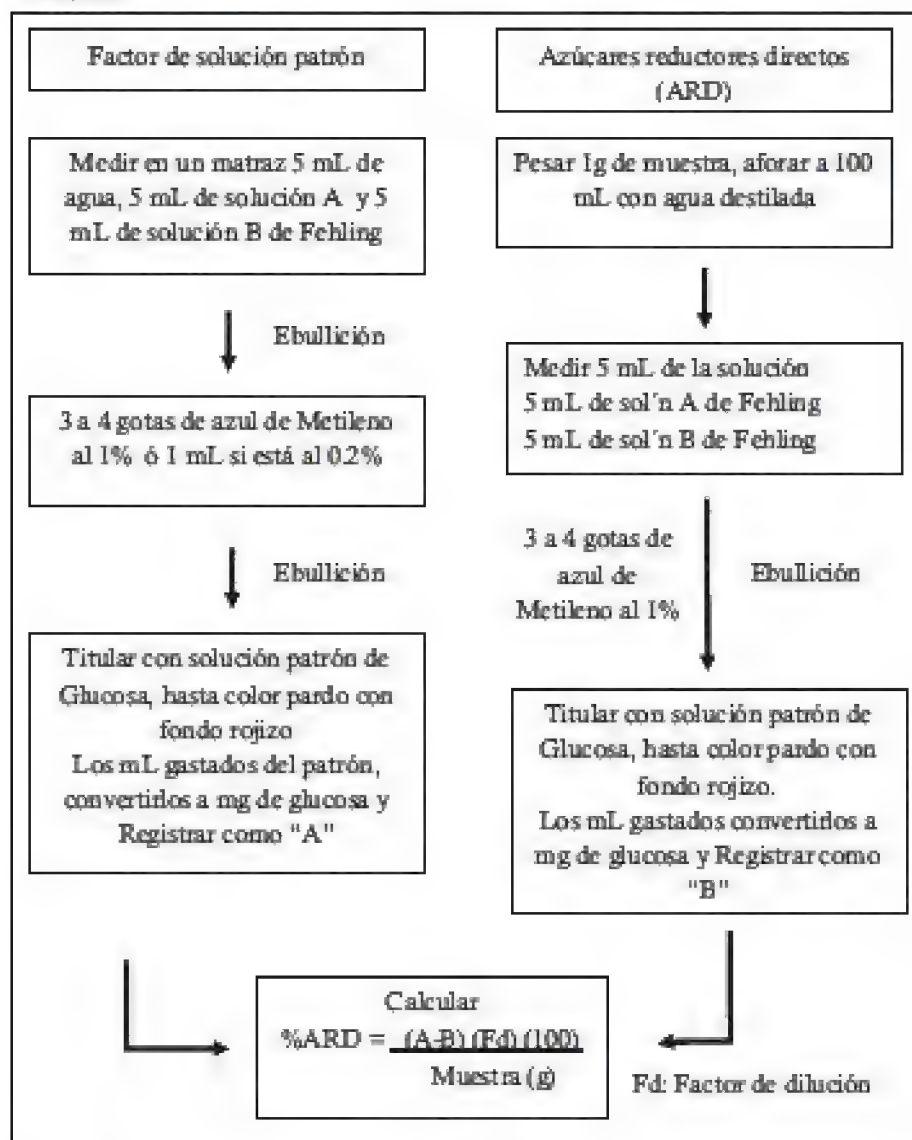 Factor de solución patrón
Medir en un matraz 5 mL de
agua, 5 mL de solución A y 5
mL de solución B de Fehling
Ebullición
3 a 4 gotas de azul de Metileno
al 1% ó 1 mL si está al 0.2%
Ebullición
Titular con solución patrón de
Glucosa, hasta color pardo con
fondo rojizo
Los mL gastados del patrón,
convertirlos a mg de glucosa y
Registrar como "A"
Azúcares reductores directos
(ARD)
Pesar 1g de muestra, aforar a 100
mL con agua destilada
Medir 5 mL de la solución
5 mL de sol´n A de Fehling
5 mL de sol´n B de Fehling
3 a 4 gotas de
azul de
Metileno al 1%
Ebullición
Titular con solución patrón de
Glucosa, hasta color pardo con
fondo rojizo.
Los mL gastados convertirlos a
mg de glucosa y Registrar como
"B"
Calcular
%ARD = (A-B) (Fd) (100)
Muestra (g)
Fd: Factor de dilución